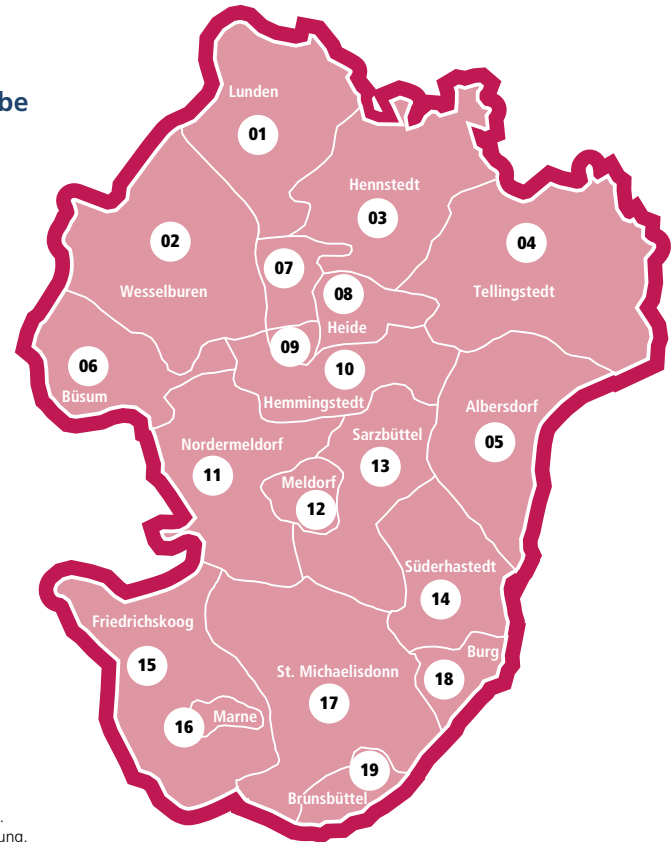 be
Lunden
01
Hennstedt
03
02
Wesselburen
04
Tellingstedt
07
08
Heide
09
10
Hemmingstedt
06
Büsum
Albersdorf
05
Sarzbüttel
13
Nordermeldorf
11
Meldorf
12
Süderhastedt
14
Friedrichskoog
15
Burg
18
St. Michaelisdonn
17
Marne
16
19
Brunsbüttel
.
ung.